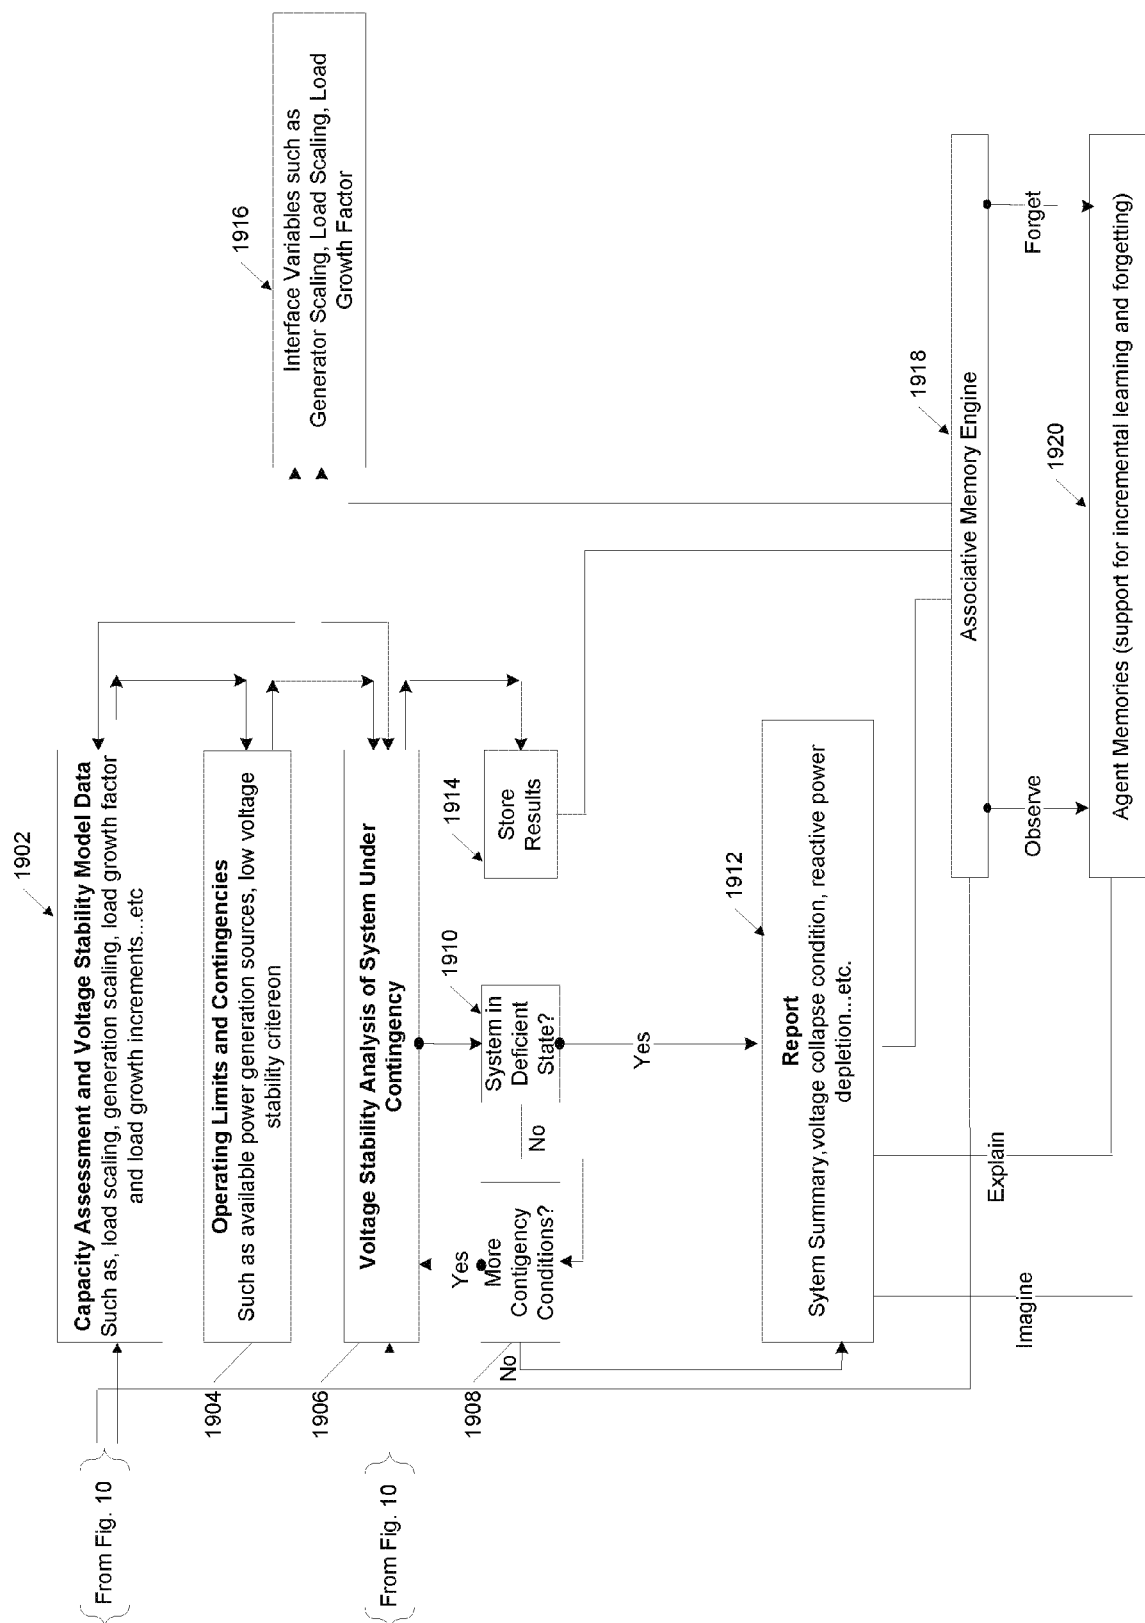 1902
Capacity Assessment and Voltage Stability Model Data
Such as, load scaling, generation scaling, load growth factor
and load growth increments...etc
From Fig. 10
1904
Operating Limits and Contingencies
Such as available power generation sources, low voltage
stability critereon
1916
Interface Variables such as
Generator Scaling, Load Scaling, Load
Growth Factor
1906
Voltage Stability Analysis of System Under
Contingency
From Fig. 10
1908
Yes
More
Contigency
Conditions?
No
No
1910
System in
Deficient
State?
Yes
1914
Store
Results
1912
Report
Sytem Summary,voltage collapse condition, reactive power
depletion...etc.
1918
Associative Memory Engine
Imagine
Explain
Observe
Forget
1920
Agent Memories (support for incremental learning and forgetting)